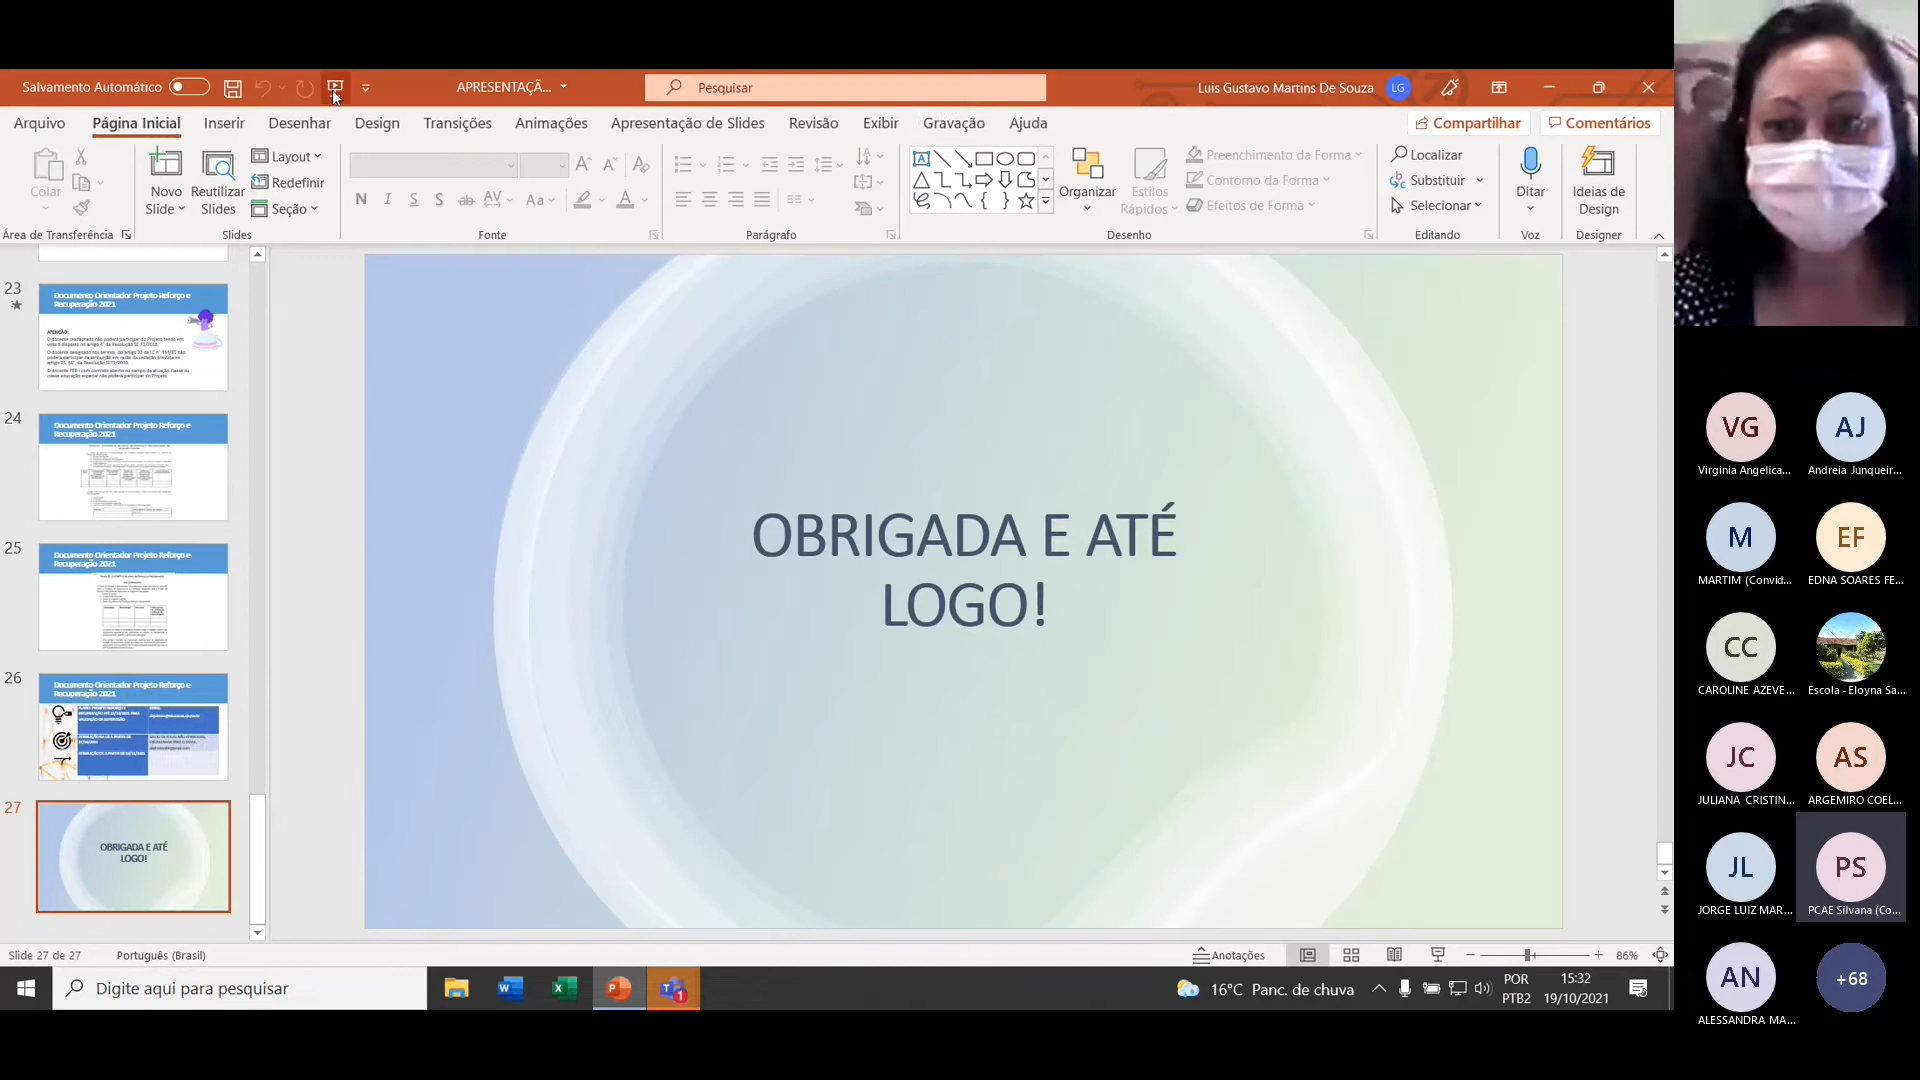 Salvamento Automático
APRESENTAÇÃ...
Pesquisar
Luis Gustavo Martins De Souza
LG
Arquivo
Página Inicial
Inserir
Desenhar
Design
Transições
Animações
Apresentação de Slides
Revisão
Exibir
Gravação
Ajuda
Compartilhar
Comentários
Colar
Novo
Slide
Reutilizar
Slides
Layout
Redefinir
Seção
N I S S ab AV Aa A
Organizar
Estilos
Rápidos
Preenchimento da Forma
Contorno da Forma
Efeitos de Forma
Localizar
Substituir
Selecionar
Ditar
Ideias de
Design
Área de Transferência
Slides
Fonte
Parágrafo
Desenho
Editando
Voz
Designer
23
Documento Orientador Projeto Reforço e
Recuperação 2021
ATENÇÃO:
24
Documento Orientador Projeto Reforço e
Recuperação 2021
25
Documento Orientador Projeto Reforço e
Recuperação 2021
26
Documento Orientador Projeto Reforço e
Recuperação 2021
27
OBRIGADA E ATÉ
LOGO!
OBRIGADA E ATÉ
LOGO!
VG
Virginia Angelica...
AJ
Andreia Junqueir...
M
MARTIM (Convid...
EF
EDNA SOARES FE...
CC
CAROLINE AZEVE...
Escola - Eloyna Sa...
JC
JULIANA CRISTIN...
AS
ARGEMIRO COEL...
JL
JORGE LUIZ MAR...
PS
PCAE Silvana (Co...
AN
ALESSANDRA MA...
+68
Slide 27 de 27
Português (Brasil)
Anotações
86%
Digite aqui para pesquisar
16°C Panc. de chuva
POR
PTB2
15:32
19/10/2021